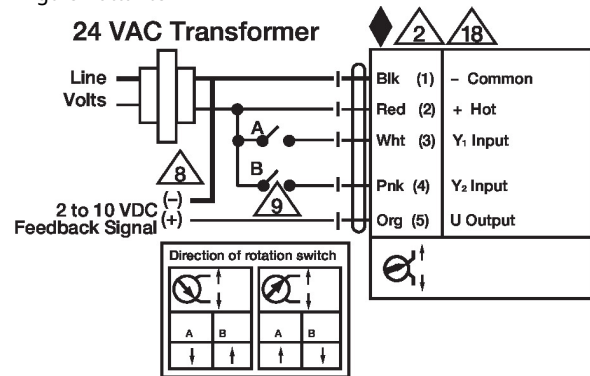 24 VAC Transformer
2 18
Line
Volts
Blk (1) – Common
Red (2) + Hot
A
Wht (3) Y1 Input
B
Pnk (4) Y2 Input
8
9
2 to 10 VDC (–)
Feedback Signal (+)
Org (5) U Output
Direction of rotation switch
A B A B